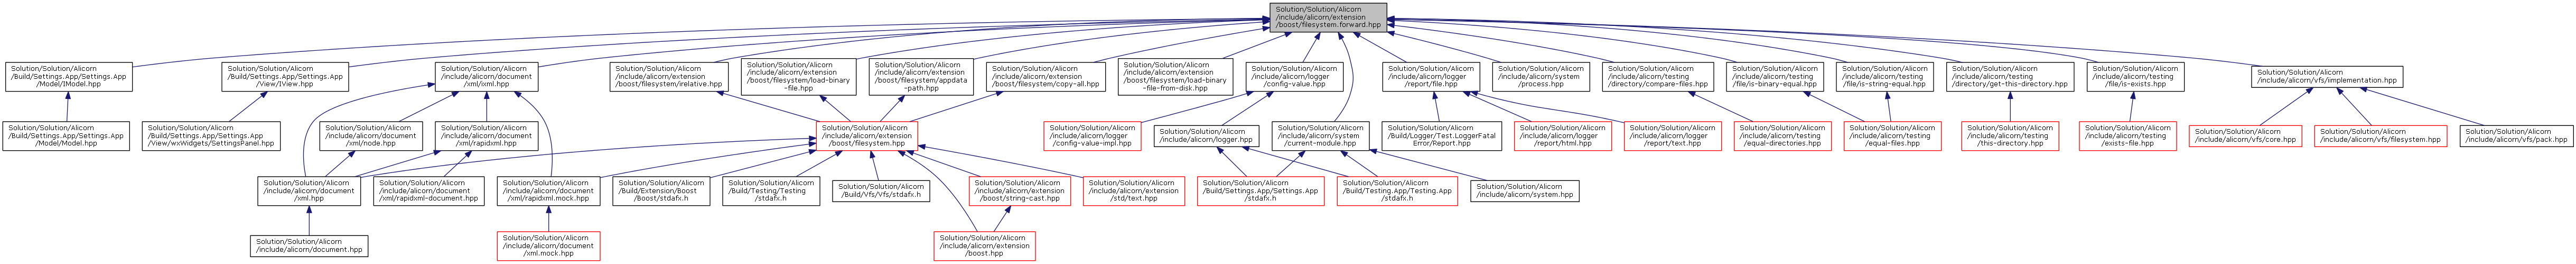 Solution/Solution/Alicorn
/include/alicorn/extension
/boost/filesystem.forward.hpp
Solution/Solution/Alicorn
/Build/Settings.App/Settings.App
/Model/IModel.hpp
Solution/Solution/Alicorn
/Build/Settings.App/Settings.App
/View/IView.hpp
Solution/Solution/Alicorn
/include/alicorn/document
/xml/ixml.hpp
Solution/Solution/Alicorn
/include/alicorn/extension
/boost/filesystem/irelative.hpp
Solution/Solution/Alicorn
/include/alicorn/extension
/boost/filesystem/load-binary
-file.hpp
Solution/Solution/Alicorn
/include/alicorn/extension
/boost/filesystem/appdata
-path.hpp
Solution/Solution/Alicorn
/include/alicorn/extension
/boost/filesystem/copy-all.hpp
Solution/Solution/Alicorn
/include/alicorn/extension
/boost/filesystem/load-binary
-file-from-disk.hpp
Solution/Solution/Alicorn
/include/alicorn/logger
/config-value.hpp
Solution/Solution/Alicorn
/include/alicorn/logger
/report/file.hpp
Solution/Solution/Alicorn
/include/alicorn/system
/process.hpp
Solution/Solution/Alicorn
/include/alicorn/testing
/directory/compare-files.hpp
Solution/Solution/Alicorn
/include/alicorn/testing
/file/is-binary-equal.hpp
Solution/Solution/Alicorn
/include/alicorn/testing
/file/is-string-equal.hpp
Solution/Solution/Alicorn
/include/alicorn/testing
/directory/get-this-directory.hpp
Solution/Solution/Alicorn
/include/alicorn/testing
/file/is-exists.hpp
Solution/Solution/Alicorn
/include/alicorn/vfs/implementation.hpp
Solution/Solution/Alicorn
/Build/Settings.App/Settings.App
/Model/Model.hpp
Solution/Solution/Alicorn
/Build/Settings.App/Settings.App
/View/wxWidgets/SettingsPanel.hpp
Solution/Solution/Alicorn
/include/alicorn/document
/xml/node.hpp
Solution/Solution/Alicorn
/include/alicorn/document
/xml/rapidxml.hpp
Solution/Solution/Alicorn
/include/alicorn/extension
/boost/filesystem.hpp
Solution/Solution/Alicorn
/include/alicorn/logger
/config-value-impl.hpp
Solution/Solution/Alicorn
/include/alicorn/logger.hpp
Solution/Solution/Alicorn
/include/alicorn/system
/current-module.hpp
Solution/Solution/Alicorn
/Build/Logger/Test.LoggerFatal
Error/Report.hpp
Solution/Solution/Alicorn
/include/alicorn/logger
/report/html.hpp
Solution/Solution/Alicorn
/include/alicorn/logger
/report/text.hpp
Solution/Solution/Alicorn
/include/alicorn/testing
/equal-directories.hpp
Solution/Solution/Alicorn
/include/alicorn/testing
/equal-files.hpp
Solution/Solution/Alicorn
/include/alicorn/testing
/this-directory.hpp
Solution/Solution/Alicorn
/include/alicorn/testing
/exists-file.hpp
Solution/Solution/Alicorn
/include/alicorn/vfs/core.hpp
Solution/Solution/Alicorn
/include/alicorn/vfs/filesystem.hpp
Solution/Solution/Alicorn
/include/alicorn/vfs/pack.hpp
Solution/Solution/Alicorn
/include/alicorn/document
/xml.hpp
Solution/Solution/Alicorn
/include/alicorn/document
/xml/rapidxml-document.hpp
Solution/Solution/Alicorn
/include/alicorn/document
/xml/rapidxml.mock.hpp
Solution/Solution/Alicorn
/Build/Extension/Boost
/Boost/stdafx.h
Solution/Solution/Alicorn
/Build/Testing/Testing
/stdafx.h
Solution/Solution/Alicorn
/Build/Vfs/Vfs/stdafx.h
Solution/Solution/Alicorn
/include/alicorn/extension
/boost/string-cast.hpp
Solution/Solution/Alicorn
/include/alicorn/extension
/std/text.hpp
Solution/Solution/Alicorn
/Build/Settings.App/Settings.App
/stdafx.h
Solution/Solution/Alicorn
/Build/Testing.App/Testing.App
/stdafx.h
Solution/Solution/Alicorn
/include/alicorn/system.hpp
Solution/Solution/Alicorn
/include/alicorn/document.hpp
Solution/Solution/Alicorn
/include/alicorn/document
/xml.mock.hpp
Solution/Solution/Alicorn
/include/alicorn/extension
/boost.hpp